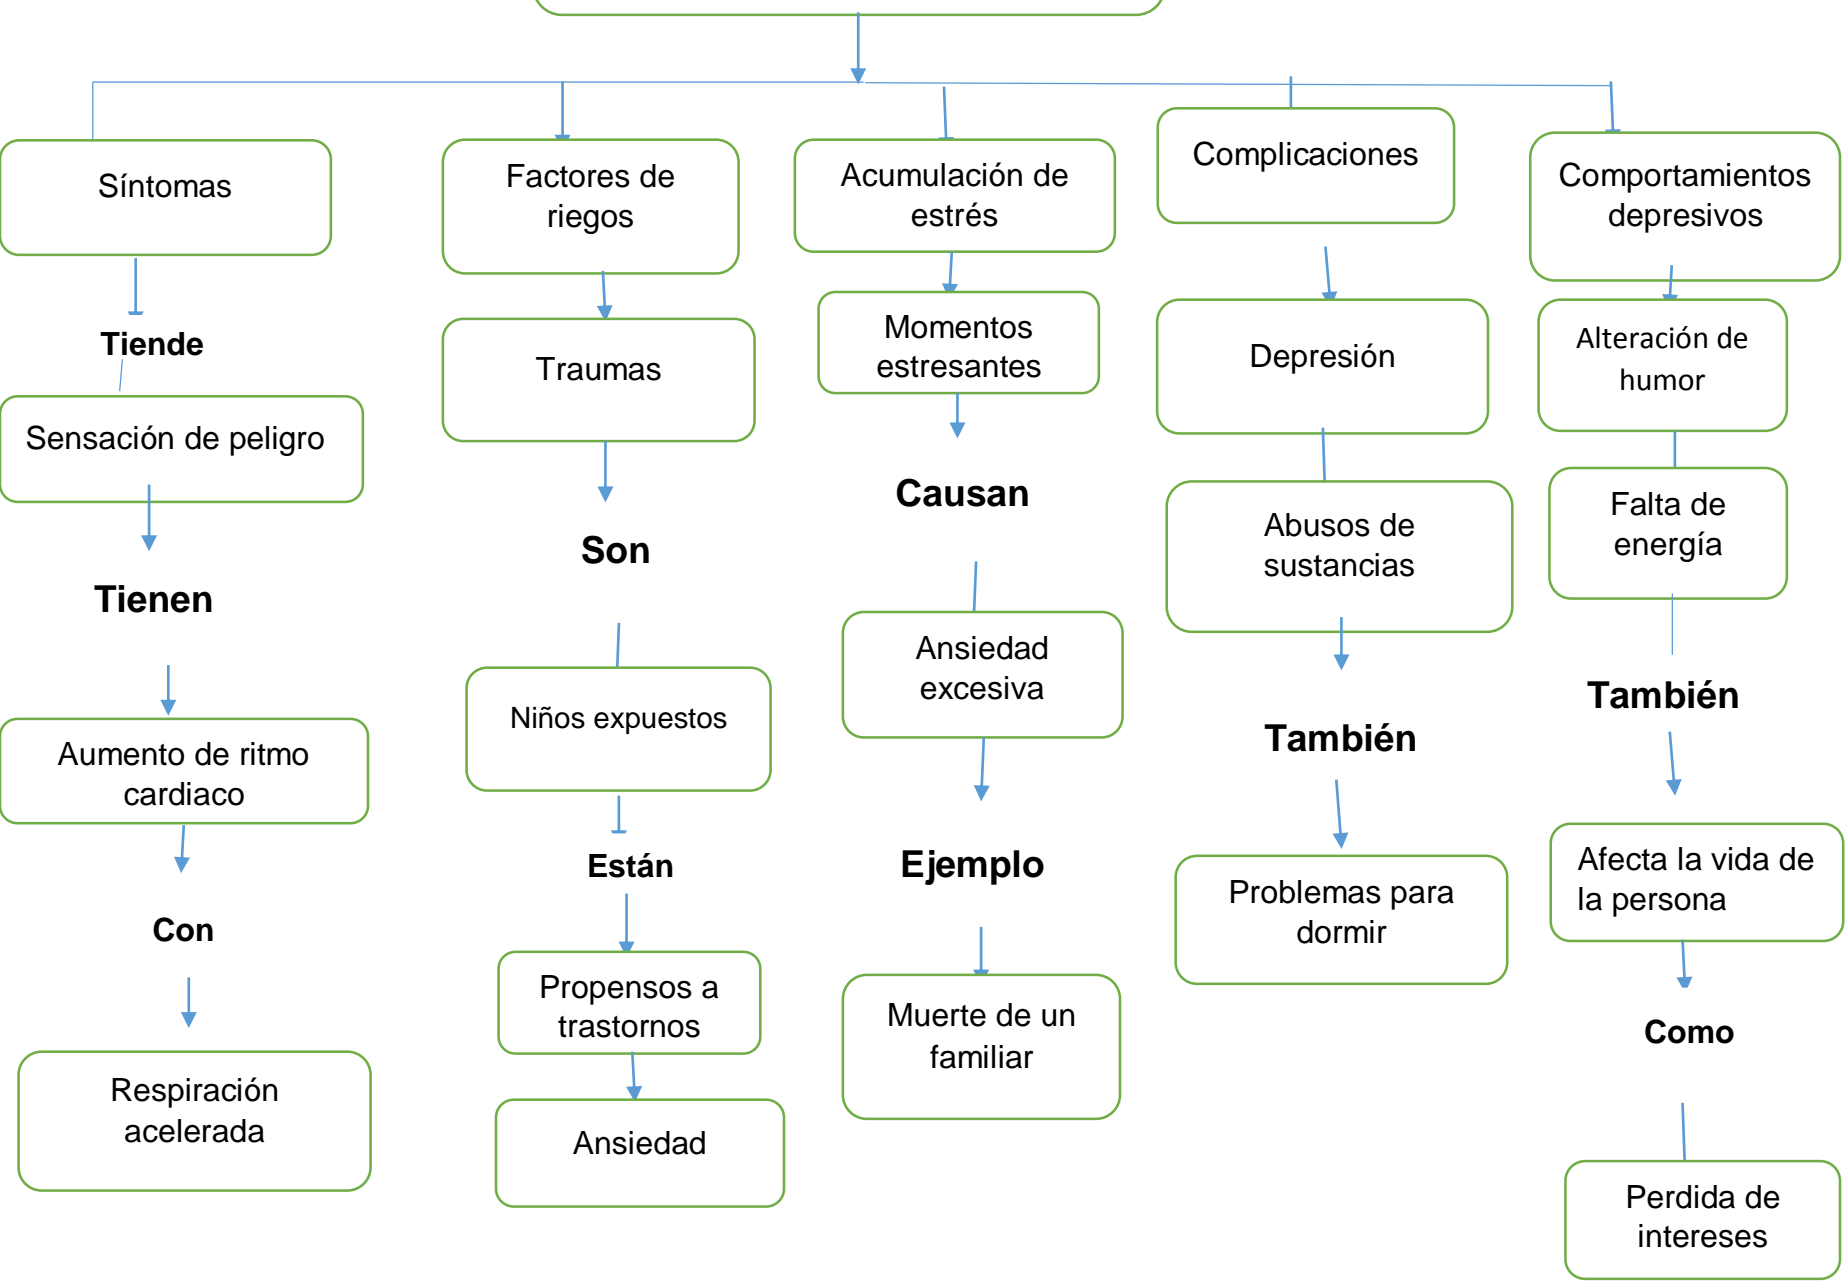 Síntomas
Tiende
Sensación de peligro
Tienen
Aumento de ritmo
cardiaco
Con
Respiración
acelerada
Factores de
riegos
Traumas
Son
Niños expuestos
Están
Propensos a
trastornos
Ansiedad
Acumulación de
estrés
Momentos
estresantes
Causan
Ansiedad
excesiva
Ejemplo
Muerte de un
familiar
Complicaciones
Depresión
Abusos de
sustancias
También
Problemas para
dormir
Comportamientos
depresivos
Alteración de
humor
Falta de
energía
También
Afecta la vida de
la persona
Como
Perdida de
intereses